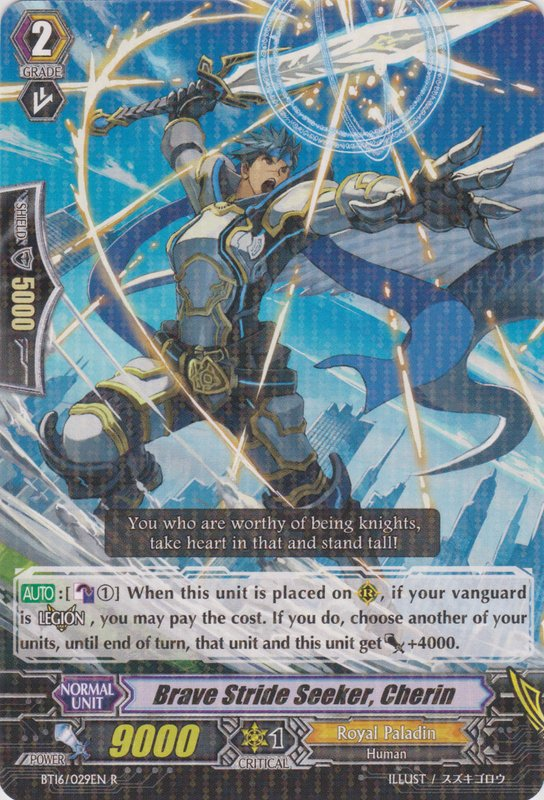 2
GRADE
SHIELD
5000
You who are worthy of being knights,
take heart in that and stand tall!
AUTO:[①] When this unit is placed on R, if your vanguard
is LEGION, you may pay the cost. If you do, choose another of your
units, until end of turn, that unit and this unit get +4000.
NORMAL
UNIT
Brave Stride Seeker, Cherin
POWER
9000
1
CRITICAL
Royal Paladin
Human
BT16/029EN R
ILLUST / スズキゴロウ